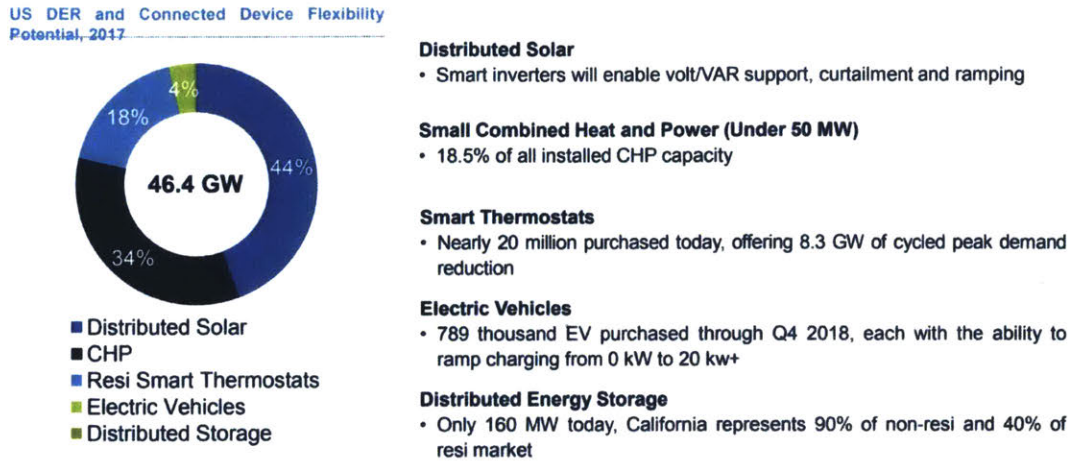 US DER and Connected Device Flexibility
Potential, 2017
4%
18%
44%
46.4 GW
34%
Distributed Solar
CHP
Resi Smart Thermostats
Electric Vehicles
Distributed Storage
Distributed Solar
• Smart inverters will enable volt/VAR support, curtailment and ramping
Small Combined Heat and Power (Under 50 MW)
• 18.5% of all installed CHP capacity
Smart Thermostats
• Nearly 20 million purchased today, offering 8.3 GW of cycled peak demand
reduction
Electric Vehicles
• 789 thousand EV purchased through Q4 2018, each with the ability to
ramp charging from 0 kW to 20 kw+
Distributed Energy Storage
• Only 160 MW today, California represents 90% of non-resi and 40% of
resi market